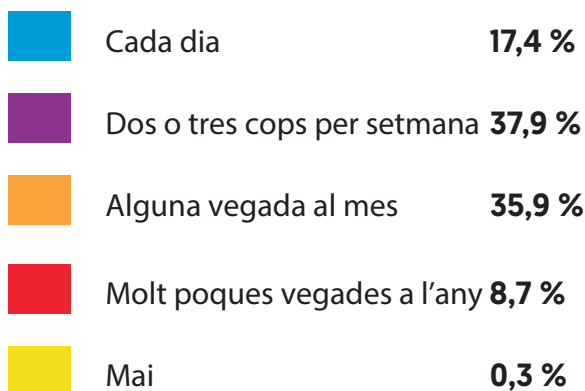 Cada dia 17,4 %
Dos o tres cops per setmana 37,9 %
Alguna vegada al mes 35,9 %
Molt poques vegades a l’any 8,7 %
Mai 0,3 %